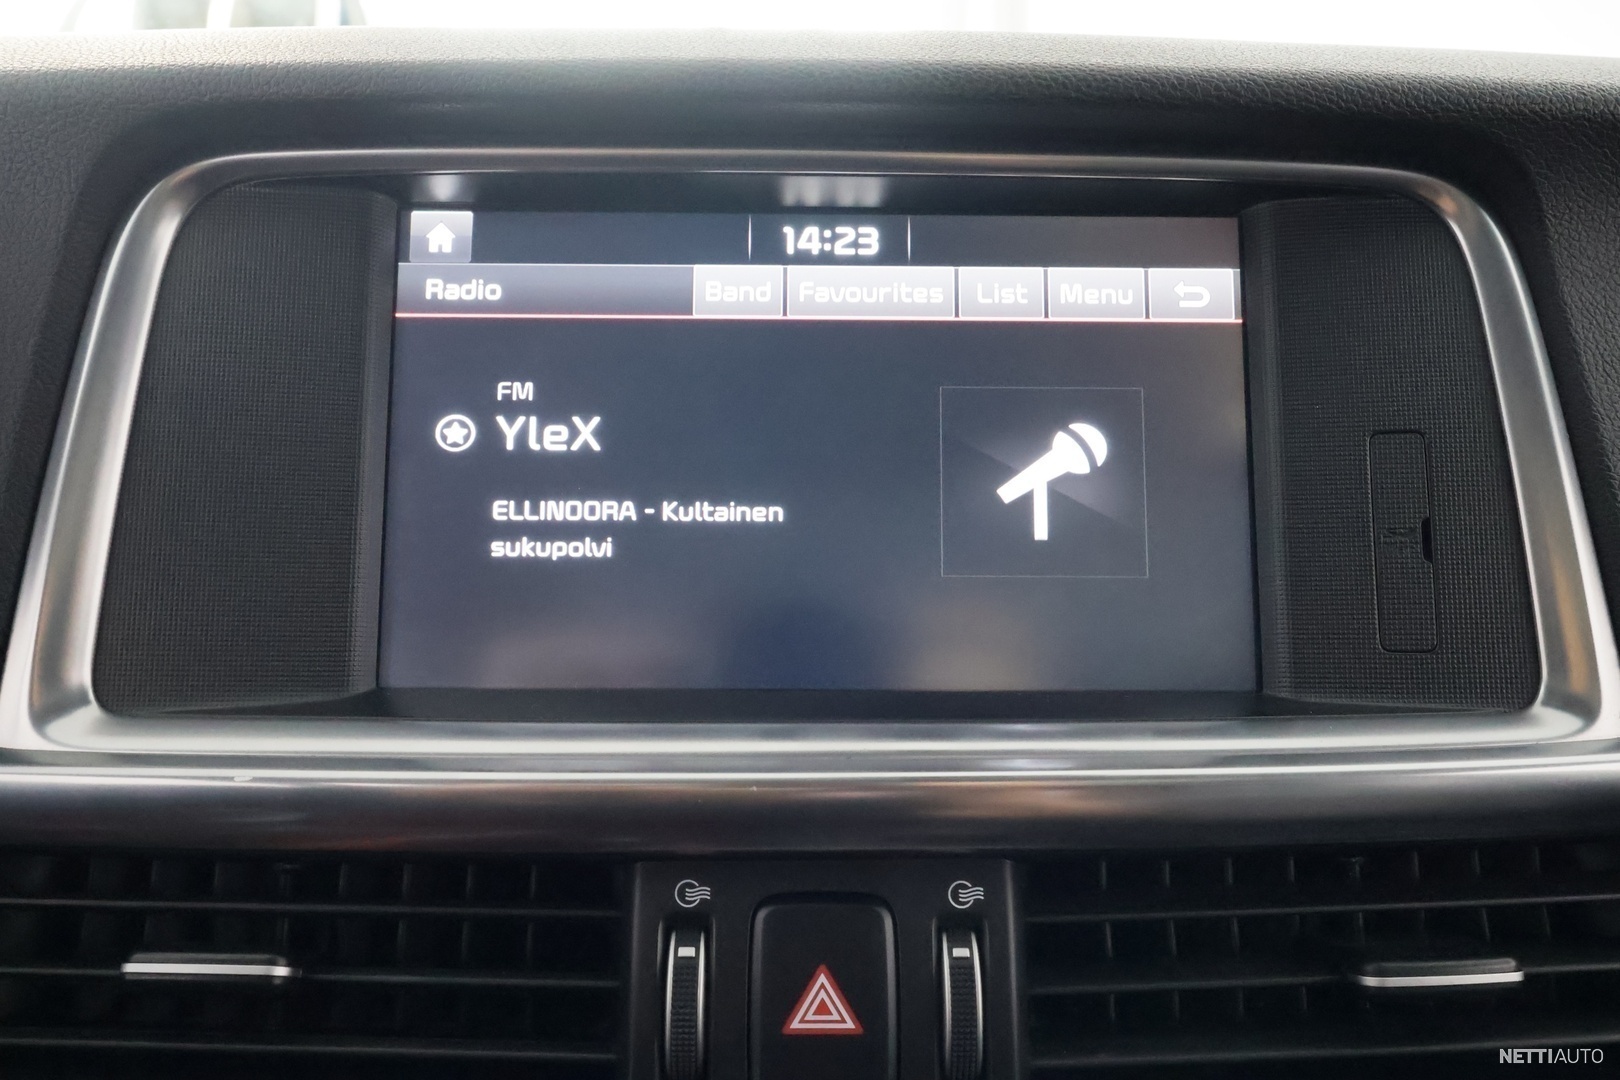 14:23
Radio Band Favourites List Menu
FM
YleX
ELLINOORA - Kultainen
sukupolvi
NETTIAUTO